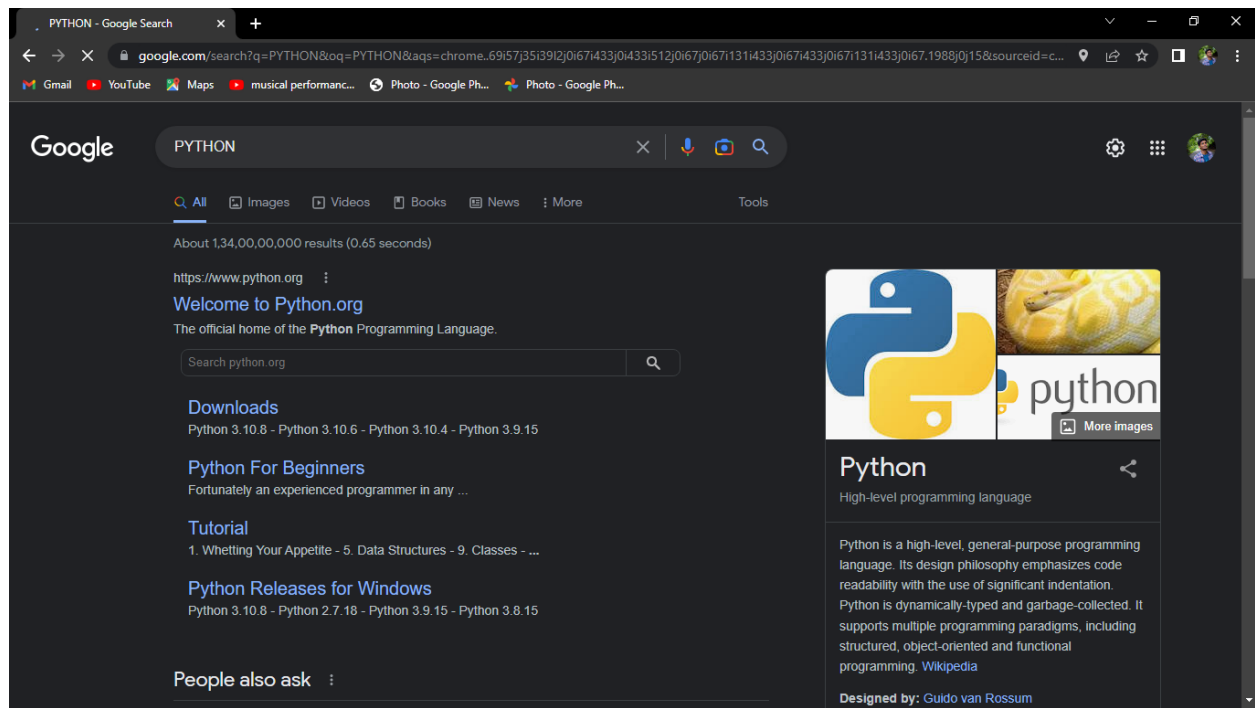 PYTHON - Google Search
google.com/search?q=PYTHON&oq=PYTHON&aqs=chrome..69i57j35i39l2j0i67i433j0i433i512j0i67j0i67i131i433j0i67i433j0i67i131i433j0i67.1988j0j15&sourceid=c...
Gmail YouTube Maps musical performanc... Photo - Google Ph... Photo - Google Ph...
Google PYTHON
All Images Videos Books News More Tools
About 1,34,00,00,000 results (0.65 seconds)
https://www.python.org
Welcome to Python.org
The official home of the Python Programming Language.
Search python.org
Downloads
Python 3.10.8 - Python 3.10.6 - Python 3.10.4 - Python 3.9.15
Python For Beginners
Fortunately an experienced programmer in any ...
Tutorial
1. Whetting Your Appetite - 5. Data Structures - 9. Classes - ...
Python Releases for Windows
Python 3.10.8 - Python 2.7.18 - Python 3.9.15 - Python 3.8.15
People also ask
python
More images
Python
High-level programming language
Python is a high-level, general-purpose programming
language. Its design philosophy emphasizes code
readability with the use of significant indentation.
Python is dynamically-typed and garbage-collected. It
supports multiple programming paradigms, including
structured, object-oriented and functional
programming. Wikipedia
Designed by: Guido van Rossum